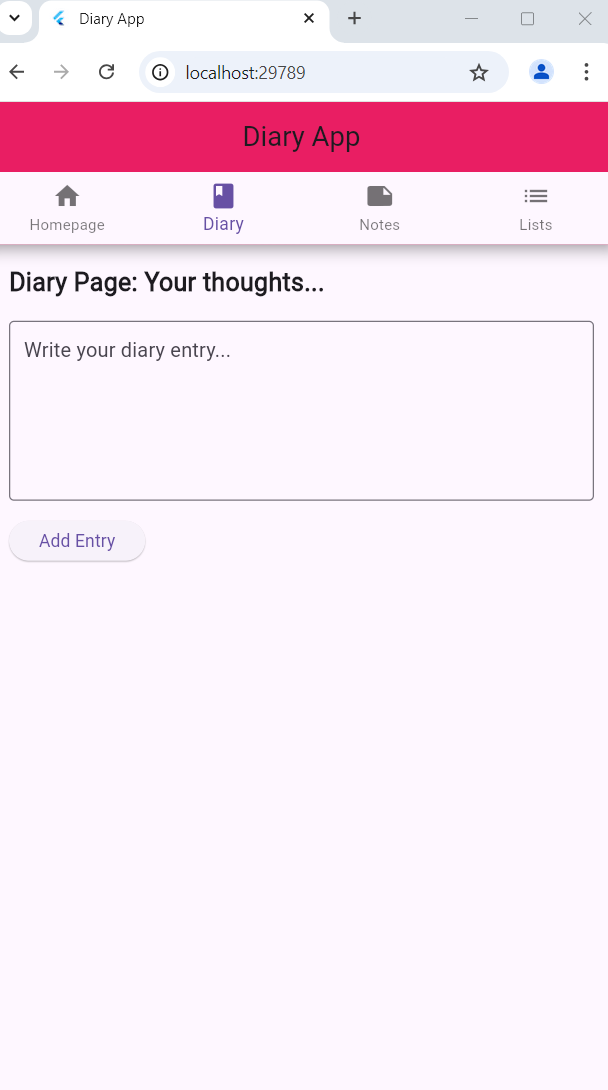 Diary App
localhost:29789
Diary App
Homepage
Diary
Notes
Lists
Diary Page: Your thoughts...
Write your diary entry...
Add Entry